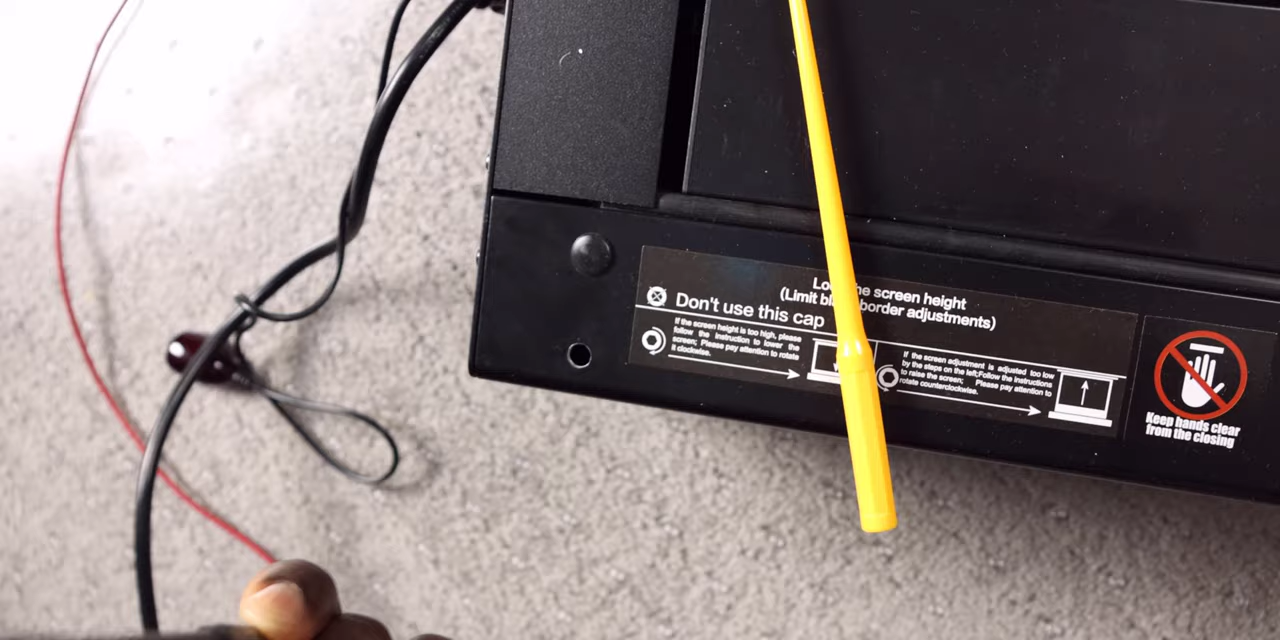 the screen height
(Limit border adjustments)
Don't use this cap
If the screen height is too high, please
follow the instruction to lower the
screen; Please pay attention to rotate
it clockwise.
If the screen adjustment is adjusted too low
by the steps on the left;Follow the instructions
to raise the screen; Please pay attention to
rotate counterclockwise.
Keep hands clear
from the closing